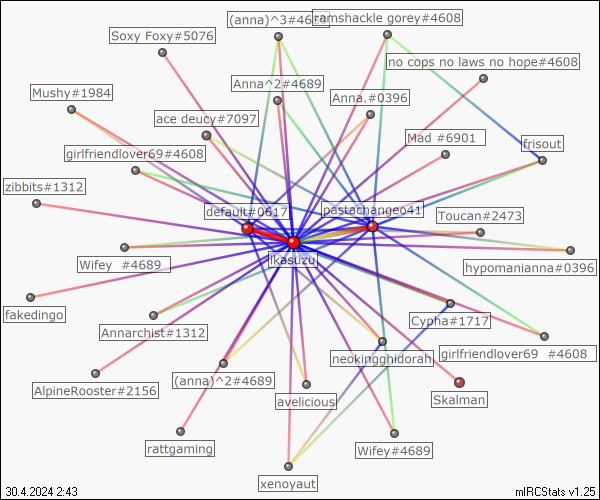 (anna)^3#4689
ramshackle gorey#4608
Soxy Foxy#5076
no cops no laws no hope#4608
Anna^2#4689
Mushy#1984
Anna.#0396
ace deucy#7097
Mad #6901
frisout
girlfriendlover69#4608
zibbits#1312
default#0617
pastachangeo41
Toucan#2473
ikasuzu
Wifey #4689
hypomanianna#0396
fakedingo
Cypha#1717
Annarchist#1312
neokingghidorah
girlfriendlover69 #4608
(anna)^2#4689
AlpineRooster#2156
avelicious
Skalman
rattgaming
Wifey#4689
xenoyaut
30.4.2024 2:43
mIRCStats v1.25